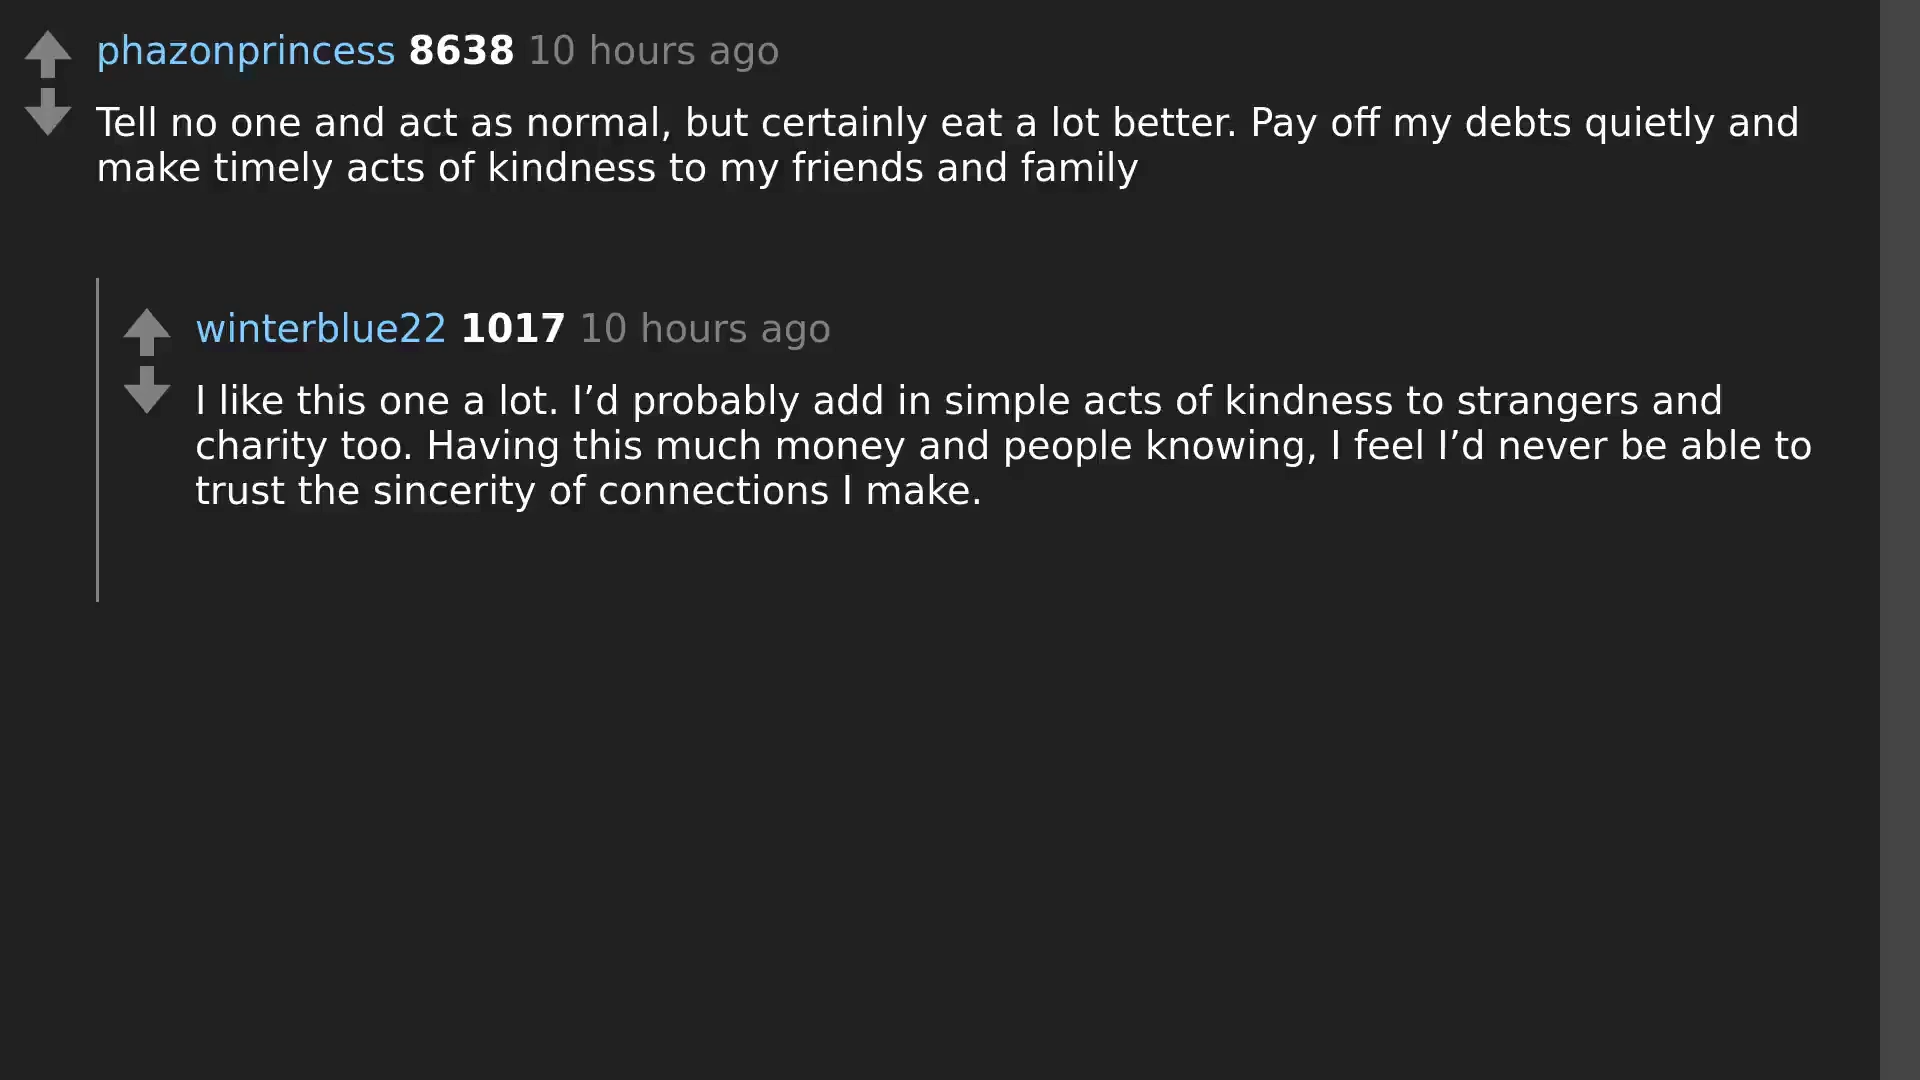 phazonprincess 8638 10 hours ago
Tell no one and act as normal, but certainly eat a lot better. Pay off my debts quietly and
make timely acts of kindness to my friends and family
winterblue22 1017 10 hours ago
I like this one a lot. I’d probably add in simple acts of kindness to strangers and
charity too. Having this much money and people knowing, I feel I’d never be able to
trust the sincerity of connections I make.